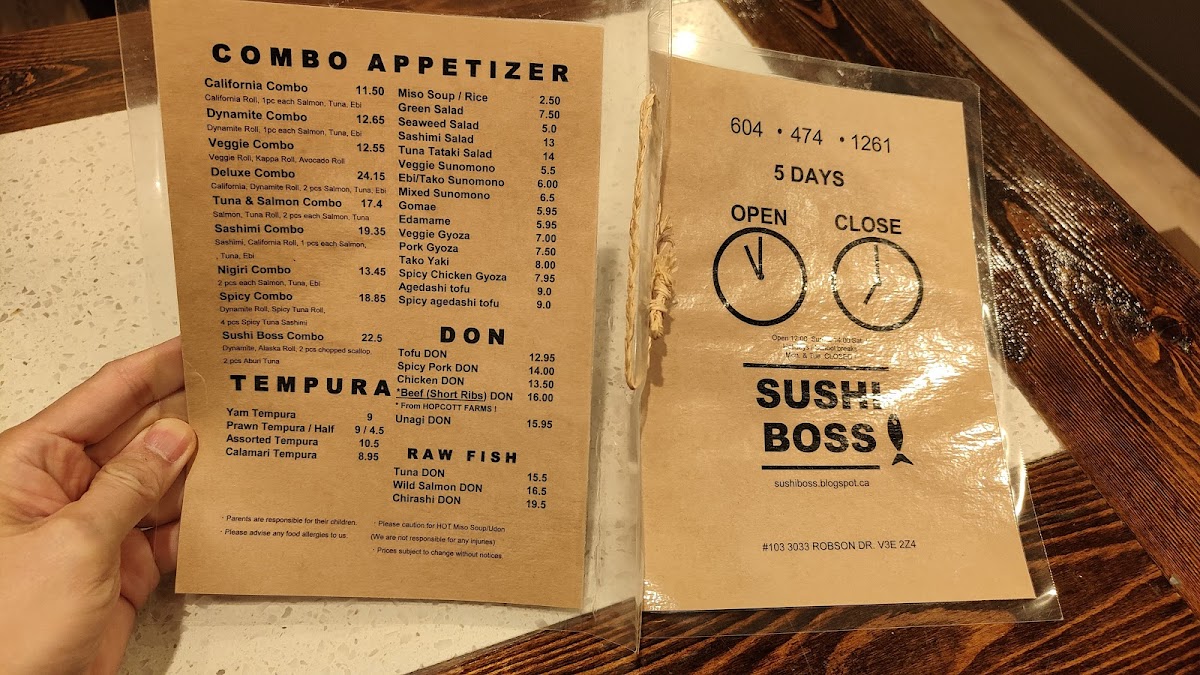 COMBO APPETIZER
California Combo 11.50
California Roll, 1pc each Salmon, Tuna, Ebi
Dynamite Combo 12.65
Dynamite Roll, 1pc each Salmon, Tuna, Ebi
Veggie Combo 12.55
Veggie Roll, Kappa Roll, Avocado Roll
Deluxe Combo 24.15
California, Dynamite Roll, 2 pcs Salmon, Tuna, Ebi
Tuna & Salmon Combo 17.4
Salmon, Tuna Roll, 2 pcs each Salmon, Tuna
Sashimi Combo 19.35
Sashimi, California Roll, 1 pcs each Salmon,
, Tuna, Ebi
Nigiri Combo 13.45
2 pcs each Salmon, Tuna, Ebi
Spicy Combo 18.85
Dynamite Roll, Spicy Tuna Roll,
4 pcs Spicy Tuna Sashimi
Sushi Boss Combo 22.5
Dynamite, Alaska Roll, 2 pcs chopped scallop,
2 pcs Aburi Tuna
TEMPURA
Yam Tempura 9
Prawn Tempura / Half 9 / 4.5
Assorted Tempura 10.5
Calamari Tempura 8.95
Miso Soup / Rice 2.50
Green Salad 7.50
Seaweed Salad 5.0
Sashimi Salad 13
Tuna Tataki Salad 14
Veggie Sunomono 5.5
Ebi/Tako Sunomono 6.00
Mixed Sunomono 6.5
Gomae 5.95
Edamame 5.95
Veggie Gyoza 7.00
Pork Gyoza 7.50
Tako Yaki 8.00
Spicy Chicken Gyoza 7.95
Agedashi tofu 9.0
Spicy agedashi tofu 9.0
DON
Tofu DON 12.95
Spicy Pork DON 14.00
Chicken DON 13.50
*Beef (Short Ribs) DON 16.00
* From HOPCOTT FARMS !
Unagi DON 15.95
RAW FISH
Tuna DON 15.5
Wild Salmon DON 16.5
Chirashi DON 19.5
· Parents are responsible for their children.
· Please advise any food allergies to us.
· Please caution for HOT Miso Soup/Udon
(We are not responsible for any injuries)
· Prices subject to change without notices
604 • 474 • 1261
5 DAYS
OPEN CLOSE
Mon & Tue CLOSED
SUSHI
BOSS
sushiboss.blogspot.ca
#103 3033 ROBSON DR. V3E 2Z4